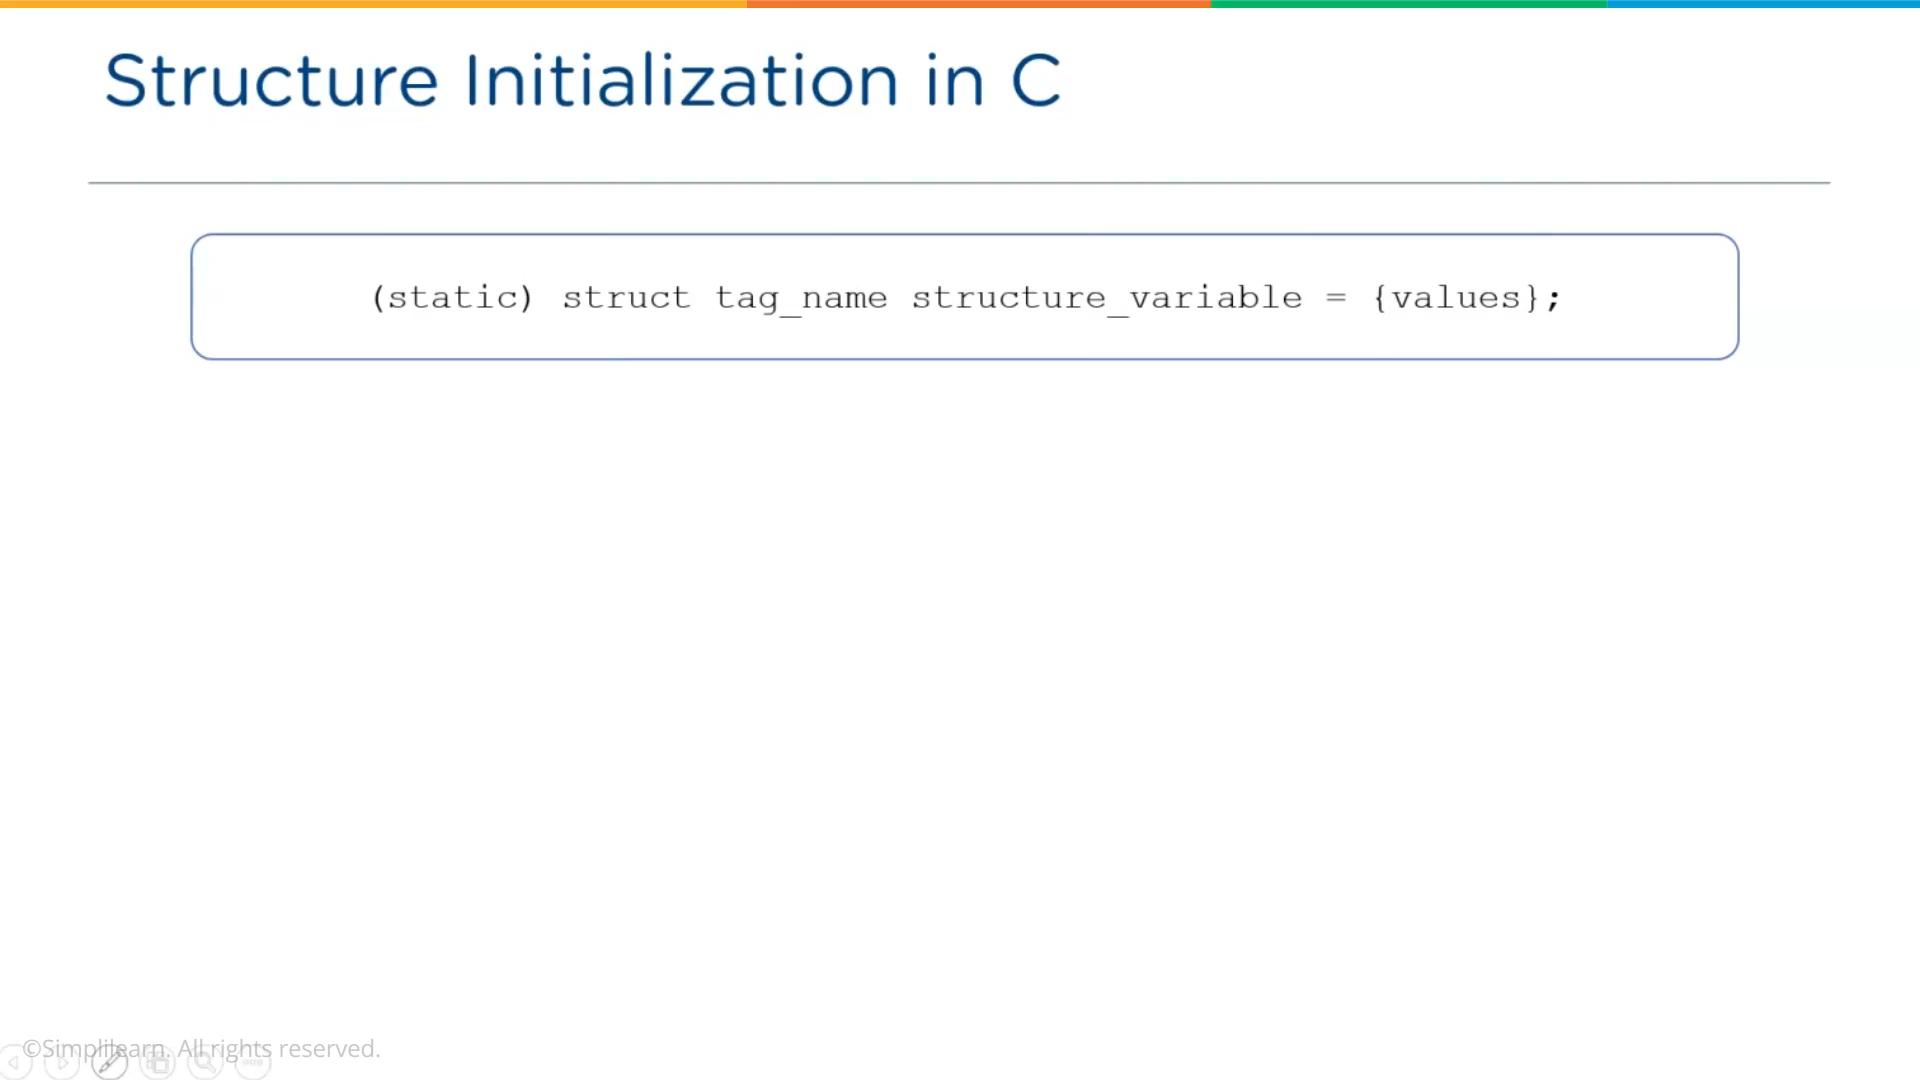 Structure Initialization in C
(static) struct tag_name structure_variable = {values};
©Simplilearn. All rights reserved.